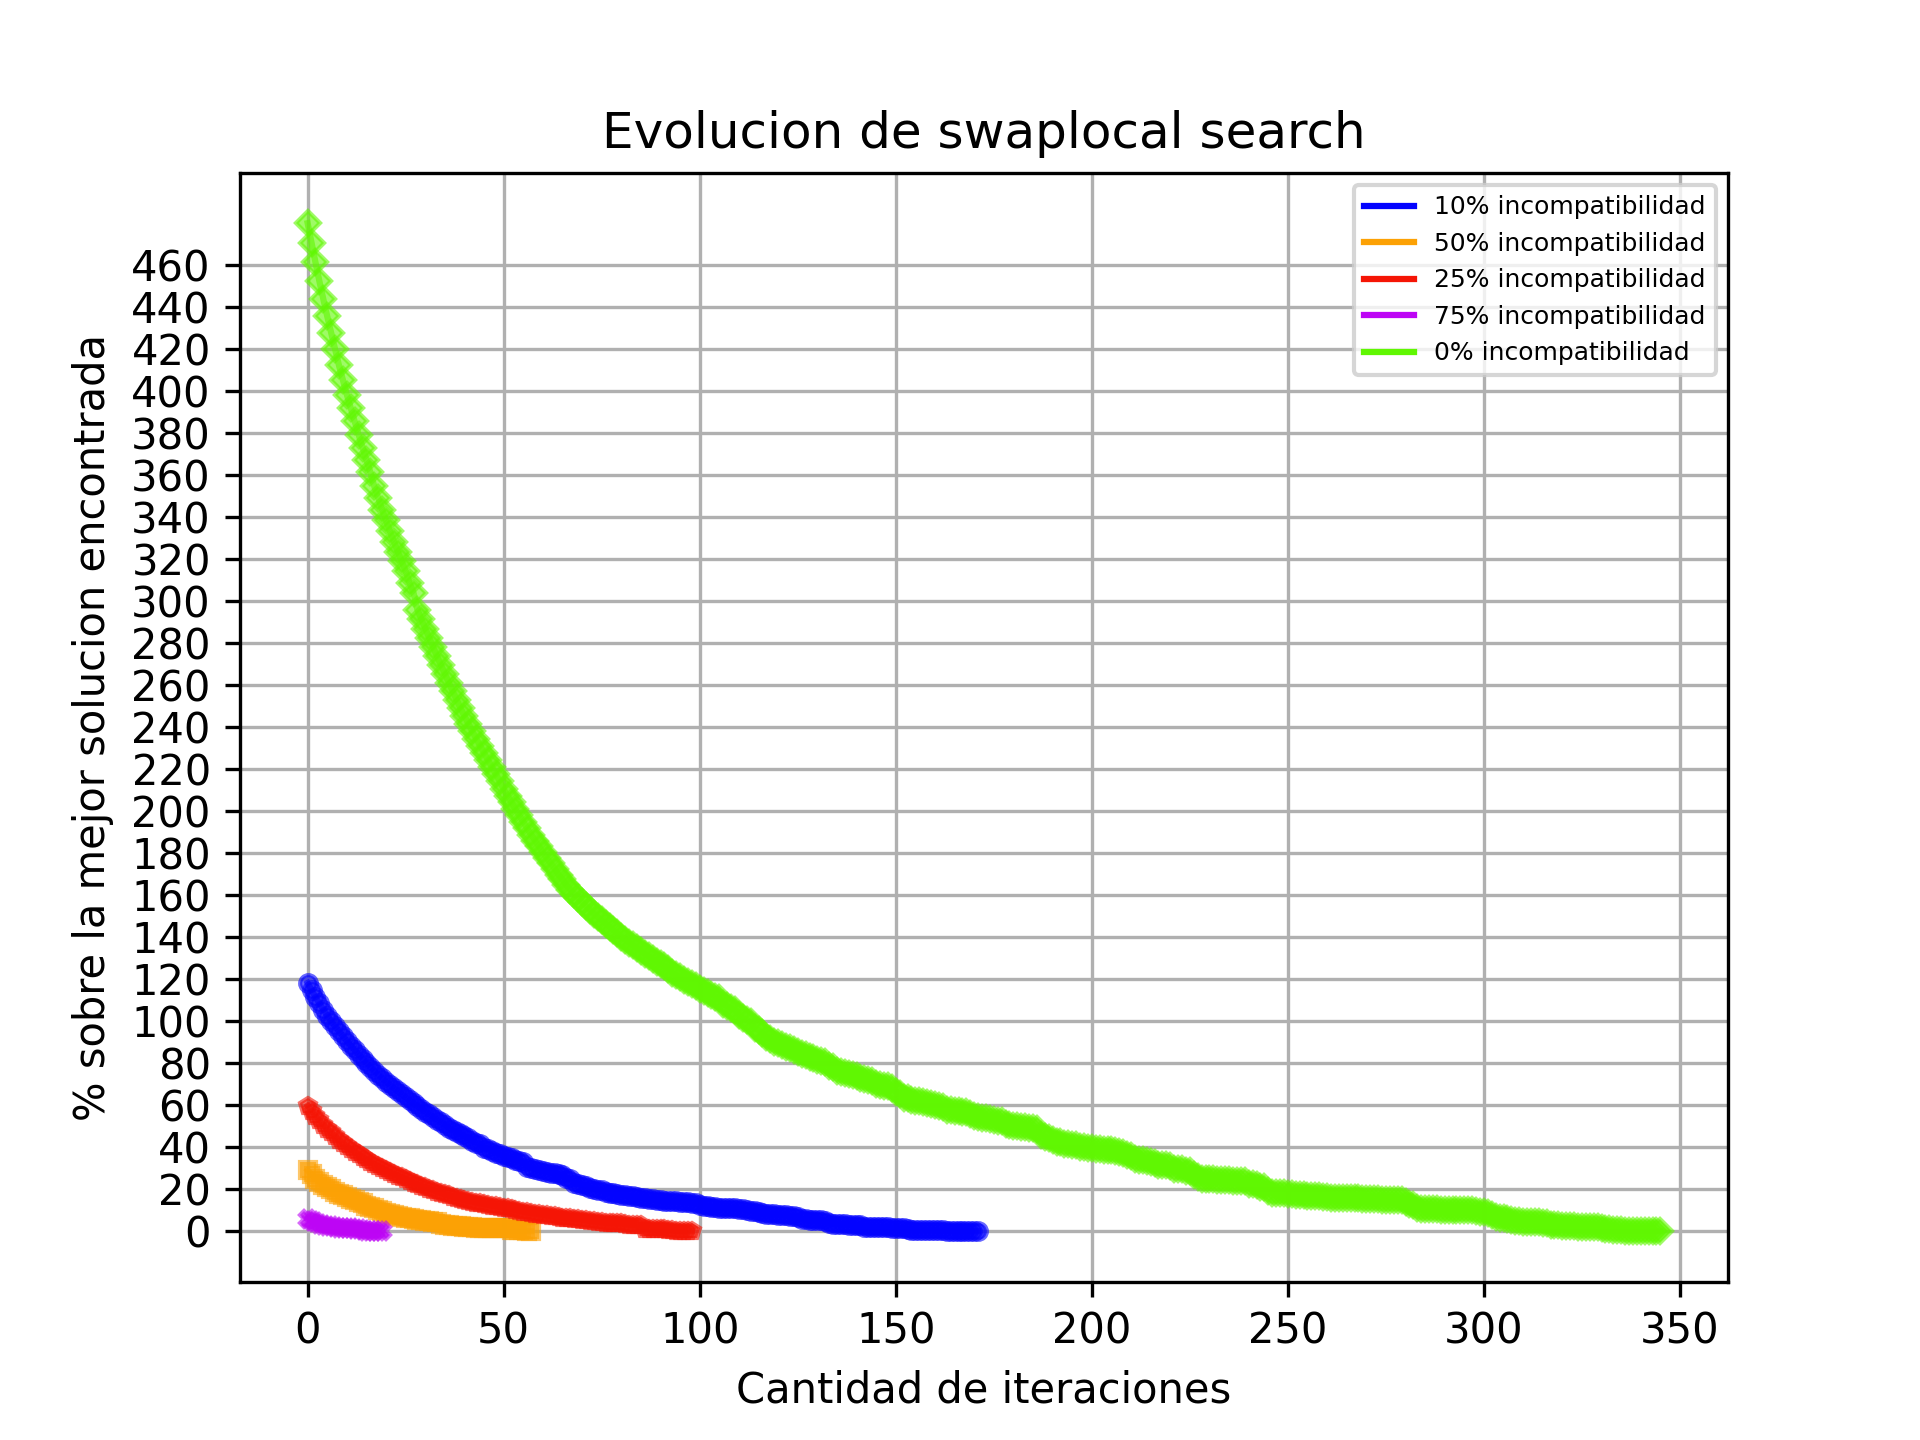 Evolucion de swaplocal search
10% incompatibilidad
50% incompatibilidad
25% incompatibilidad
75% incompatibilidad
0% incompatibilidad
% sobre la mejor solucion encontrada
460
440
420
400
380
360
340
320
300
280
260
240
220
200
180
160
140
120
100
80
60
40
20
0
0 50 100 150 200 250 300 350
Cantidad de iteraciones